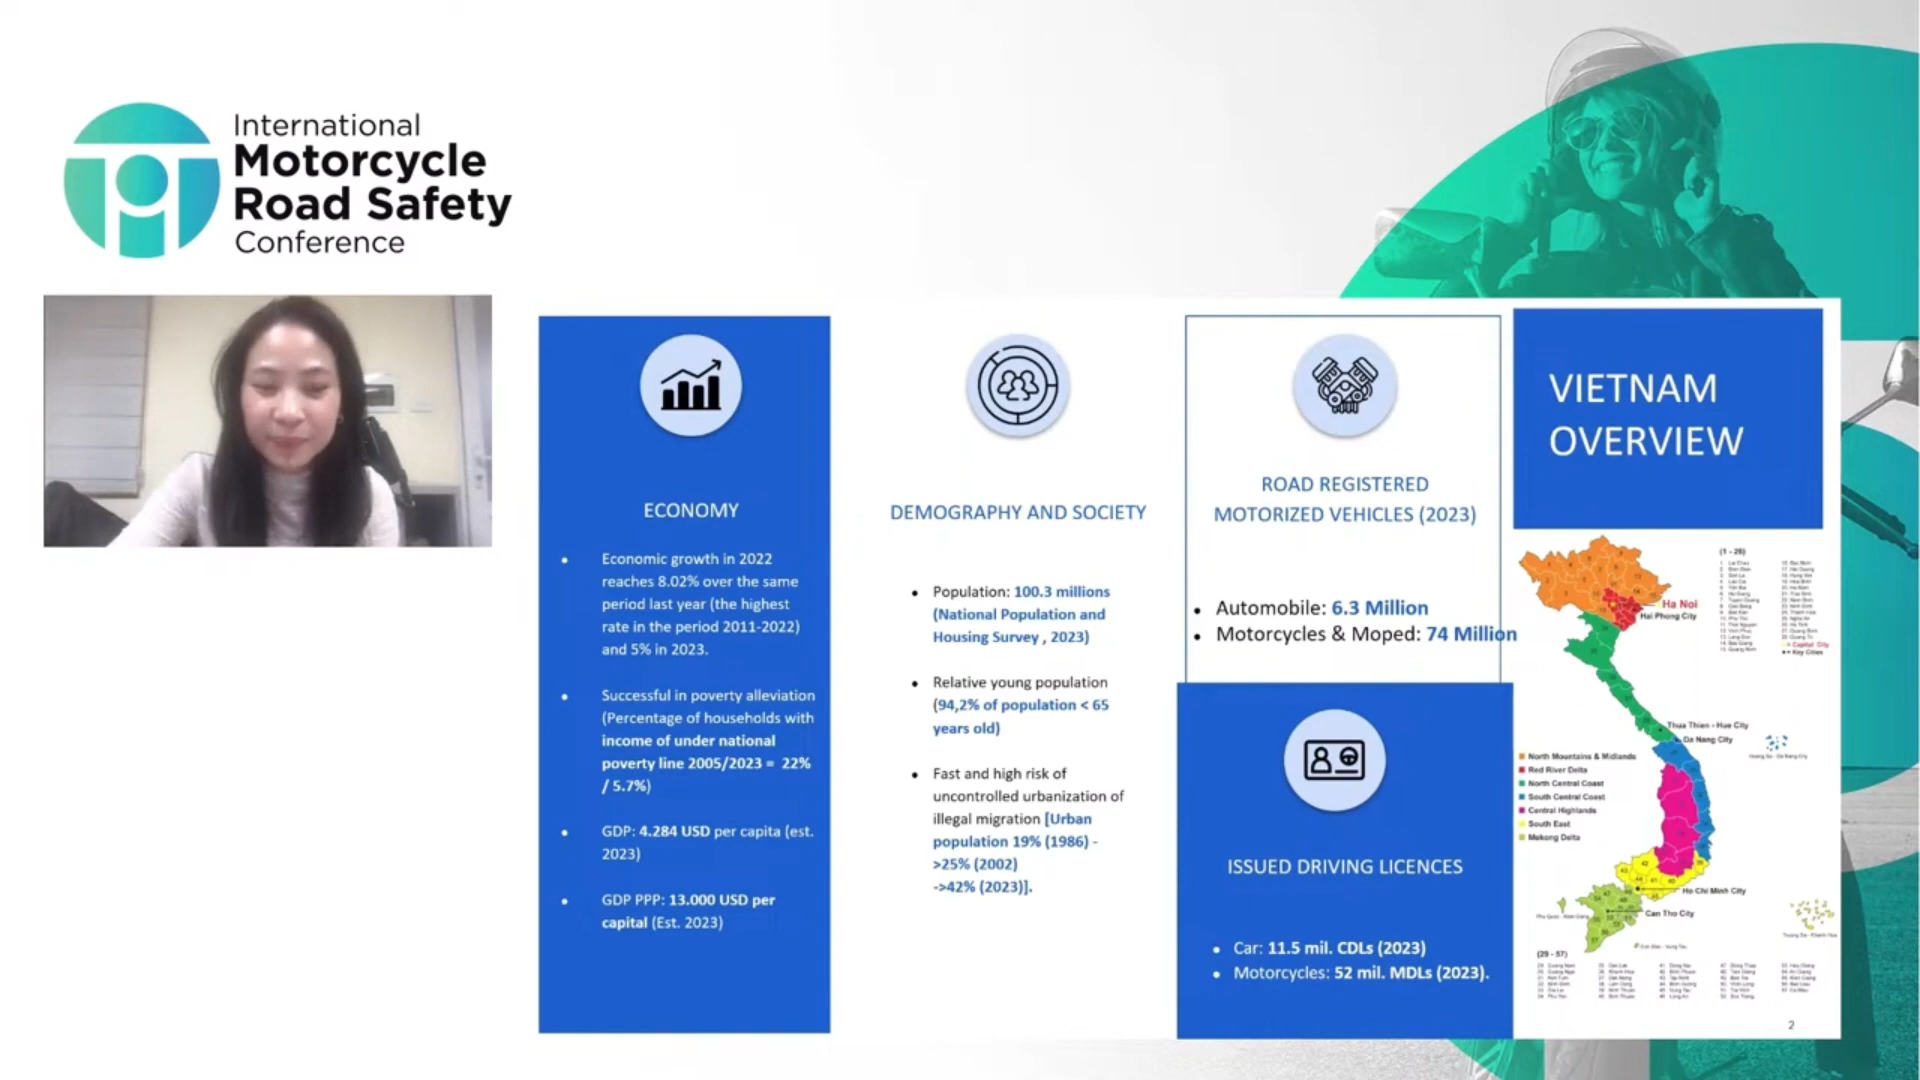 International
Motorcycle
Road Safety
Conference
ECONOMY
• Economic growth in 2022
reaches 8.02% over the same
period last year (the highest
rate in the period 2011-2022)
and 5% in 2023.
• Successful in poverty alleviation
(Percentage of households with
income of under national
poverty line 2005/2023 = 22%
/ 5.7%)
• GDP: 4.284 USD per capita (est.
2023)
• GDP PPP: 13.000 USD per
capital (Est. 2023)
DEMOGRAPHY AND SOCIETY
• Population: 100.3 millions
(National Population and
Housing Survey , 2023)
• Relative young population
(94,2% of population < 65
years old)
• Fast and high risk of
uncontrolled urbanization of
illegal migration [Urban
population 19% (1986) -
>25% (2002)
->42% (2023)].
ROAD REGISTERED
MOTORIZED VEHICLES (2023)
• Automobile: 6.3 Million
• Motorcycles & Moped: 74 Million
ISSUED DRIVING LICENCES
• Car: 11.5 mil. CDLs (2023)
• Motorcycles: 52 mil. MDLs (2023).
VIETNAM
OVERVIEW
(1 - 28)
Ha Noi
Hai Phong City
Capital City
Key Cities
Thua Thien - Hue City
Da Nang City
North Mountains & Midlands
Red River Delta
North Central Coast
South Central Coast
Central Highlands
South East
Mekong Delta
Ho Chi Minh City
Can Tho City
(29 - 57)
2